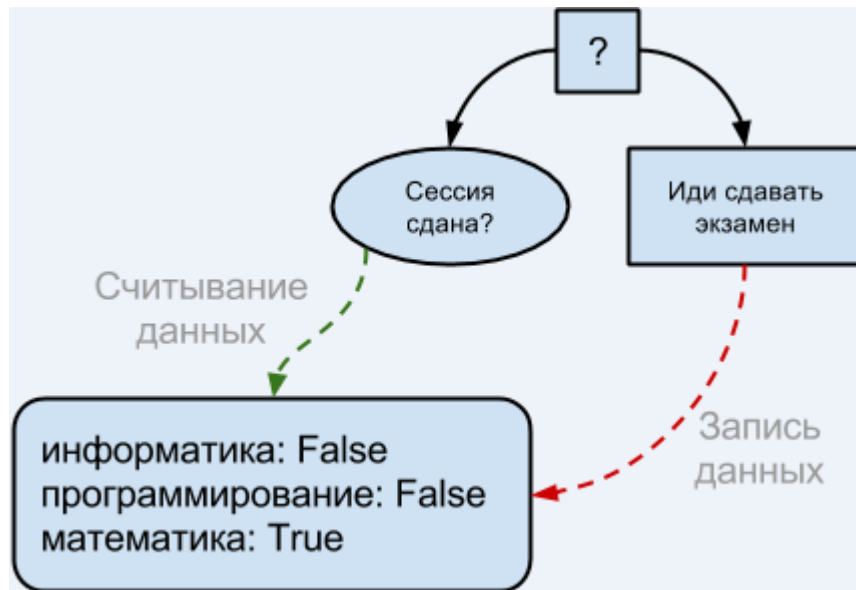 ?
Сессия
сдана?
Иди сдавать
экзамен
Считывание
данных
Запись
данных
информатика: False
программирование: False
математика: True